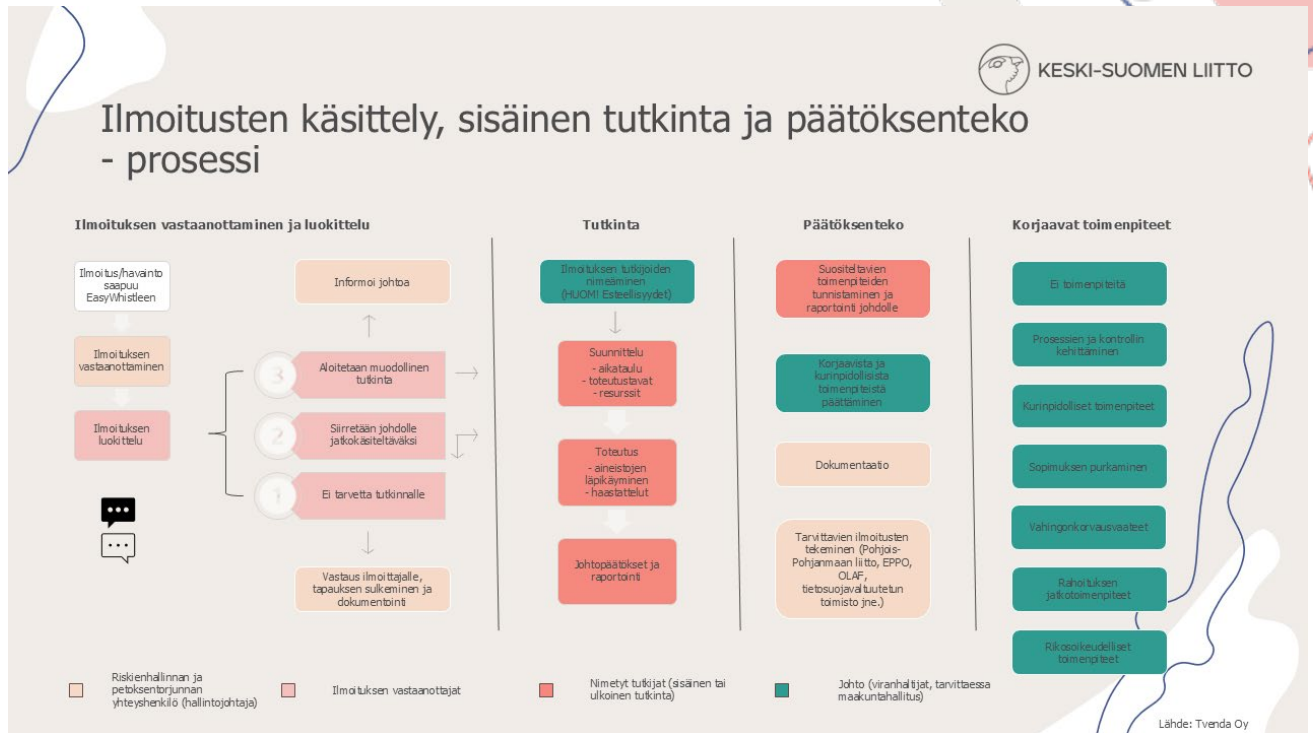 KESKI-SUOMEN LIITTO
Ilmoitusten käsittely, sisäinen tutkinta ja päätöksenteko
- prosessi
Ilmoituksen vastaanottaminen ja luokittelu
Ilmoitus/havainto
saapuu
EasyWhistleen
Ilmoituksen
vastaanottaminen
Ilmoituksen
luokittelu
Informoi johtoa
3
Aloitetaan muodollinen
tutkinta
2
Siirretään johdolle
jatkokäsiteltäväksi
1
Ei tarvetta tutkinnalle
Vastaus ilmoittajalle,
tapauksen sulkeminen ja
dokumentointi
Tutkinta
Ilmoituksen tutkijoiden
nimeäminen
(HUOM! Esteellisyydet)
Suunnittelu
- aikataulu
- toteutustavat
- resurssit
Toteutus
- aineistojen
läpikäyminen
- haastattelut
Johtopäätökset ja
raportointi
Päätöksenteko
Suositeltavien
toimenpiteiden
tunnistaminen ja
raportointi johdolle
Korjaavista ja
kurinpidollisista
toimenpiteistä
päättäminen
Dokumentaatio
Tarvittavien ilmoitusten
tekeminen (Pohjois-
Pohjanmaan liitto, EPPO,
OLAF,
tietosuojavaltuutetun
toimisto jne.)
Korjaavat toimenpiteet
Ei toimenpiteitä
Prosessien ja kontrollin
kehittäminen
Kurinpidolliset toimenpiteet
Sopimuksen purkaminen
Vahingonkorvausvaateet
Rahoituksen
jatkotoimenpiteet
Rikosoikeudelliset
toimenpiteet
Riskienhallinnan ja
petoksentorjunnan
yhteyshenkilö (hallintojohtaja)
Ilmoituksen vastaanottajat
Nimetyt tutkijat (sisäinen tai
ulkoinen tutkinta)
Johto (viranhaltijat, tarvittaessa
maakuntahallitus)
Lähde: Tvenda Oy